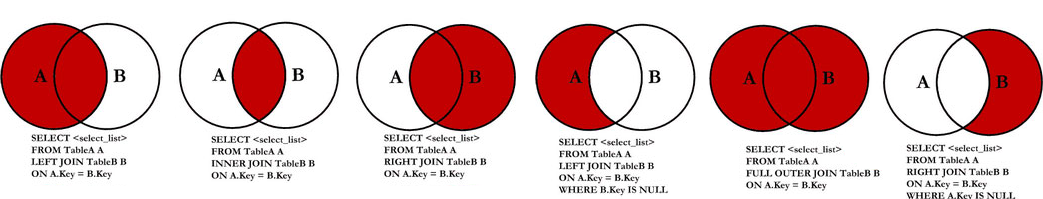 A B
SELECT <select_list>
FROM TableA A
LEFT JOIN TableB B
ON A.Key = B.Key
A B
SELECT <select_list>
FROM TableA A
INNER JOIN TableB B
ON A.Key = B.Key
A B
SELECT <select_list>
FROM TableA A
RIGHT JOIN TableB B
ON A.Key = B.Key
A B
SELECT <select_list>
FROM TableA A
LEFT JOIN TableB B
ON A.Key = B.Key
WHERE B.Key IS NULL
A B
SELECT <select_list>
FROM TableA A
FULL OUTER JOIN TableB B
ON A.Key = B.Key
A B
SELECT <select_list>
FROM TableA A
RIGHT JOIN TableB B
ON A.Key = B.Key
WHERE A.Key IS NULL